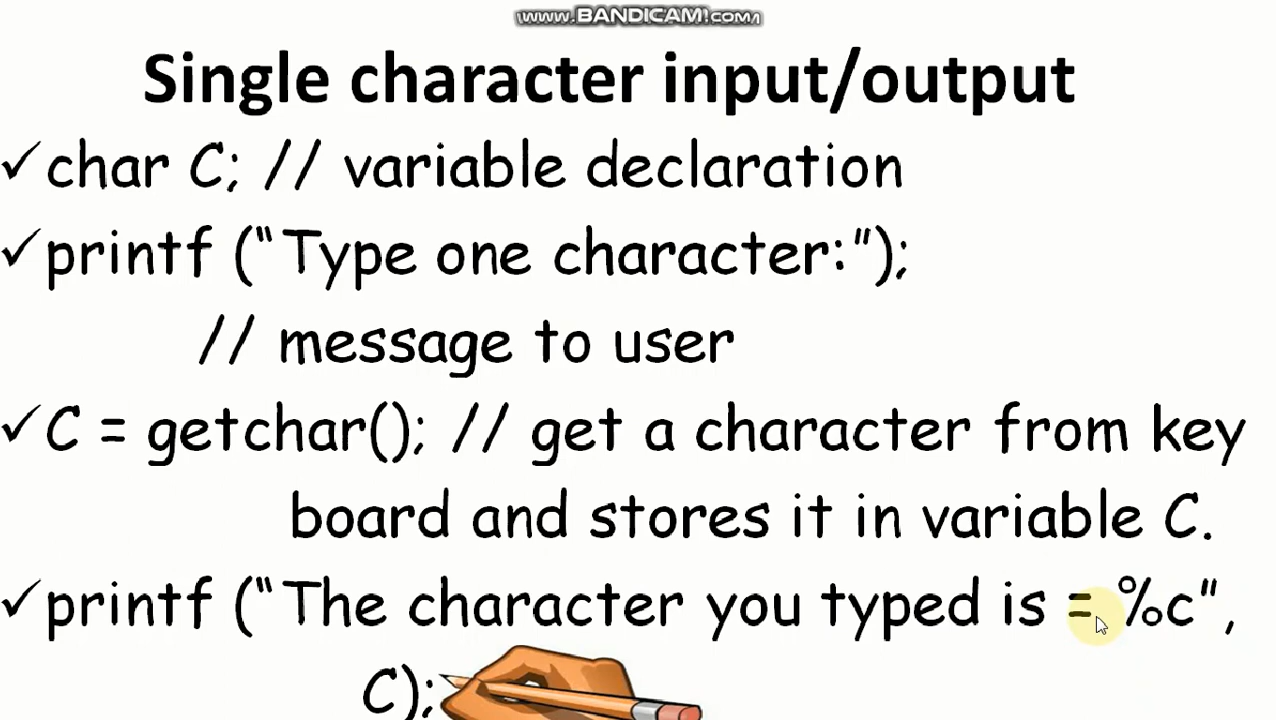 www.BANDICAM.com
Single character input/output
✓char C; // variable declaration
✓printf (“Type one character:”);
// message to user
✓C = getchar(); // get a character from key
board and stores it in variable C.
✓printf (“The character you typed is = %c”,
C);